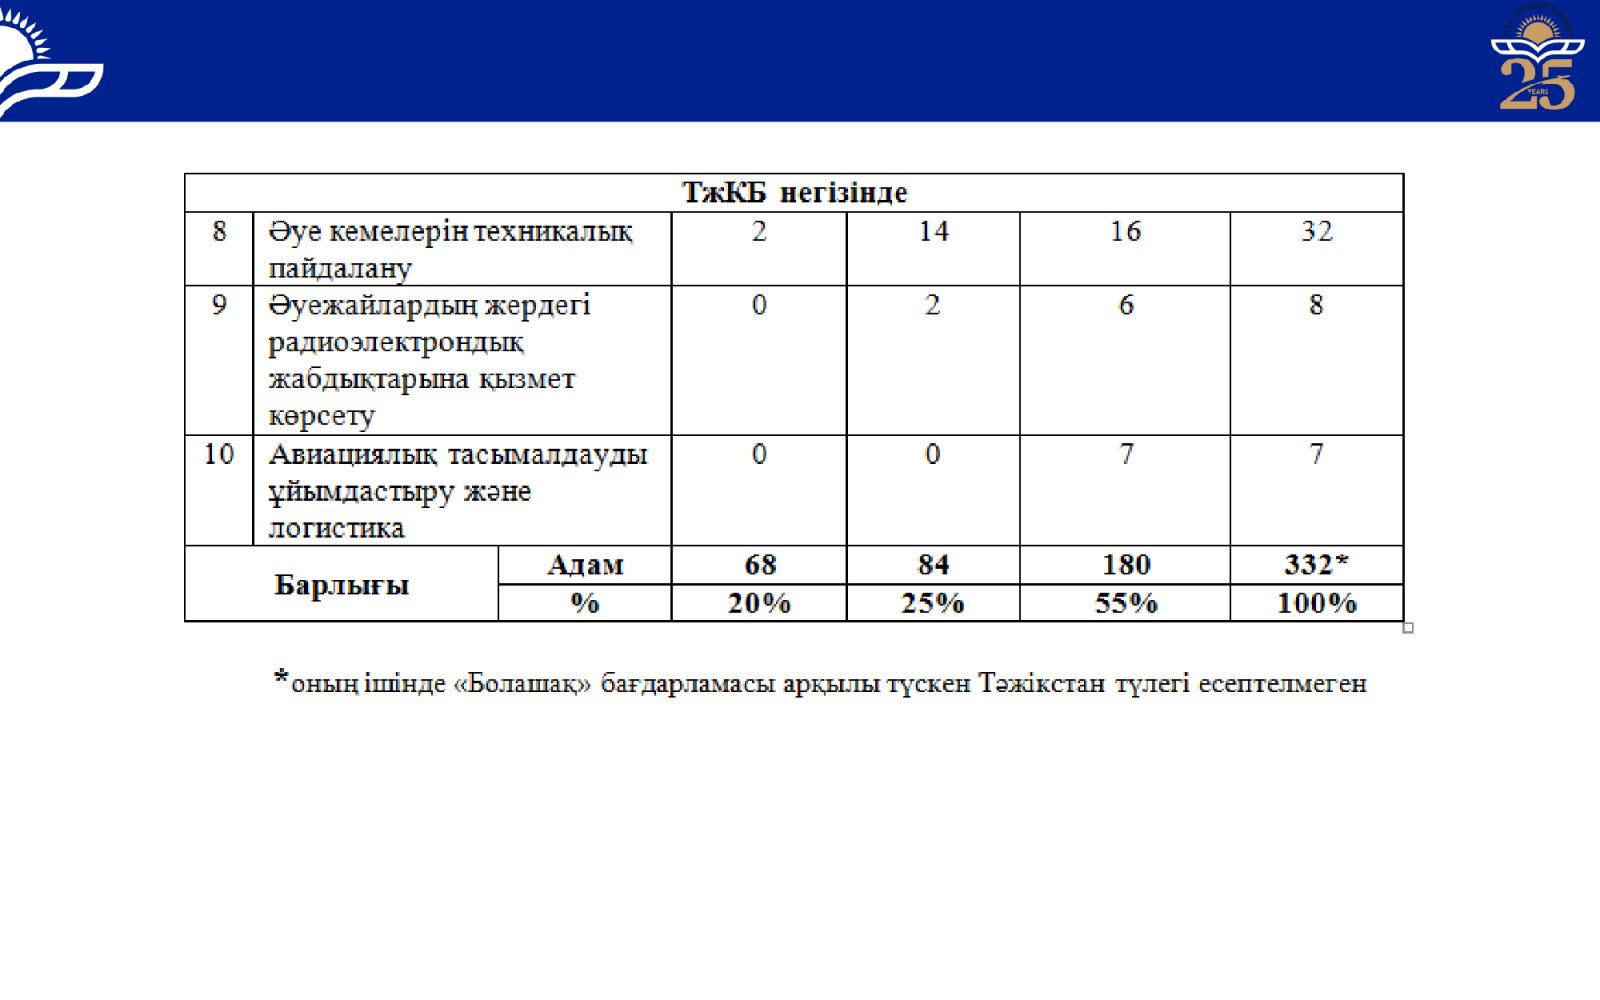 25
YEARS
ТжКБ негізінде
8 Әуе кемелерін техникалық 2 14 16 32
пайдалану
9 Әуежайлардың жердегі 0 2 6 8
радиоэлектрондық
жабдықтарына қызмет
көрсету
10 Авиациялық тасымалдауды 0 0 7 7
ұйымдастыру және
логистика
Барлығы Адам 68 84 180 332*
% 20% 25% 55% 100%
*оның ішінде «Болашақ» бағдарламасы арқылы түскен Тәжікстан түлегі есептелмеген